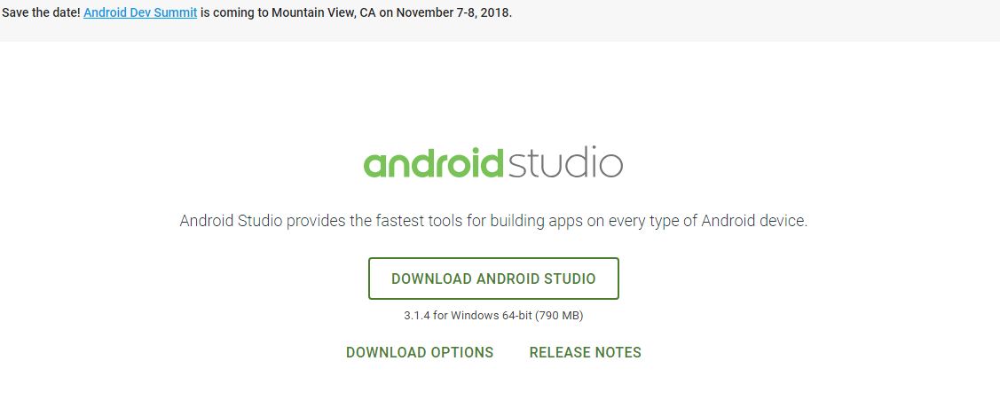 Save the date! Android Dev Summit is coming to Mountain View, CA on November 7-8, 2018.
androidstudio
Android Studio provides the fastest tools for building apps on every type of Android device.
DOWNLOAD ANDROID STUDIO
3.1.4 for Windows 64-bit (790 MB)
DOWNLOAD OPTIONS RELEASE NOTES